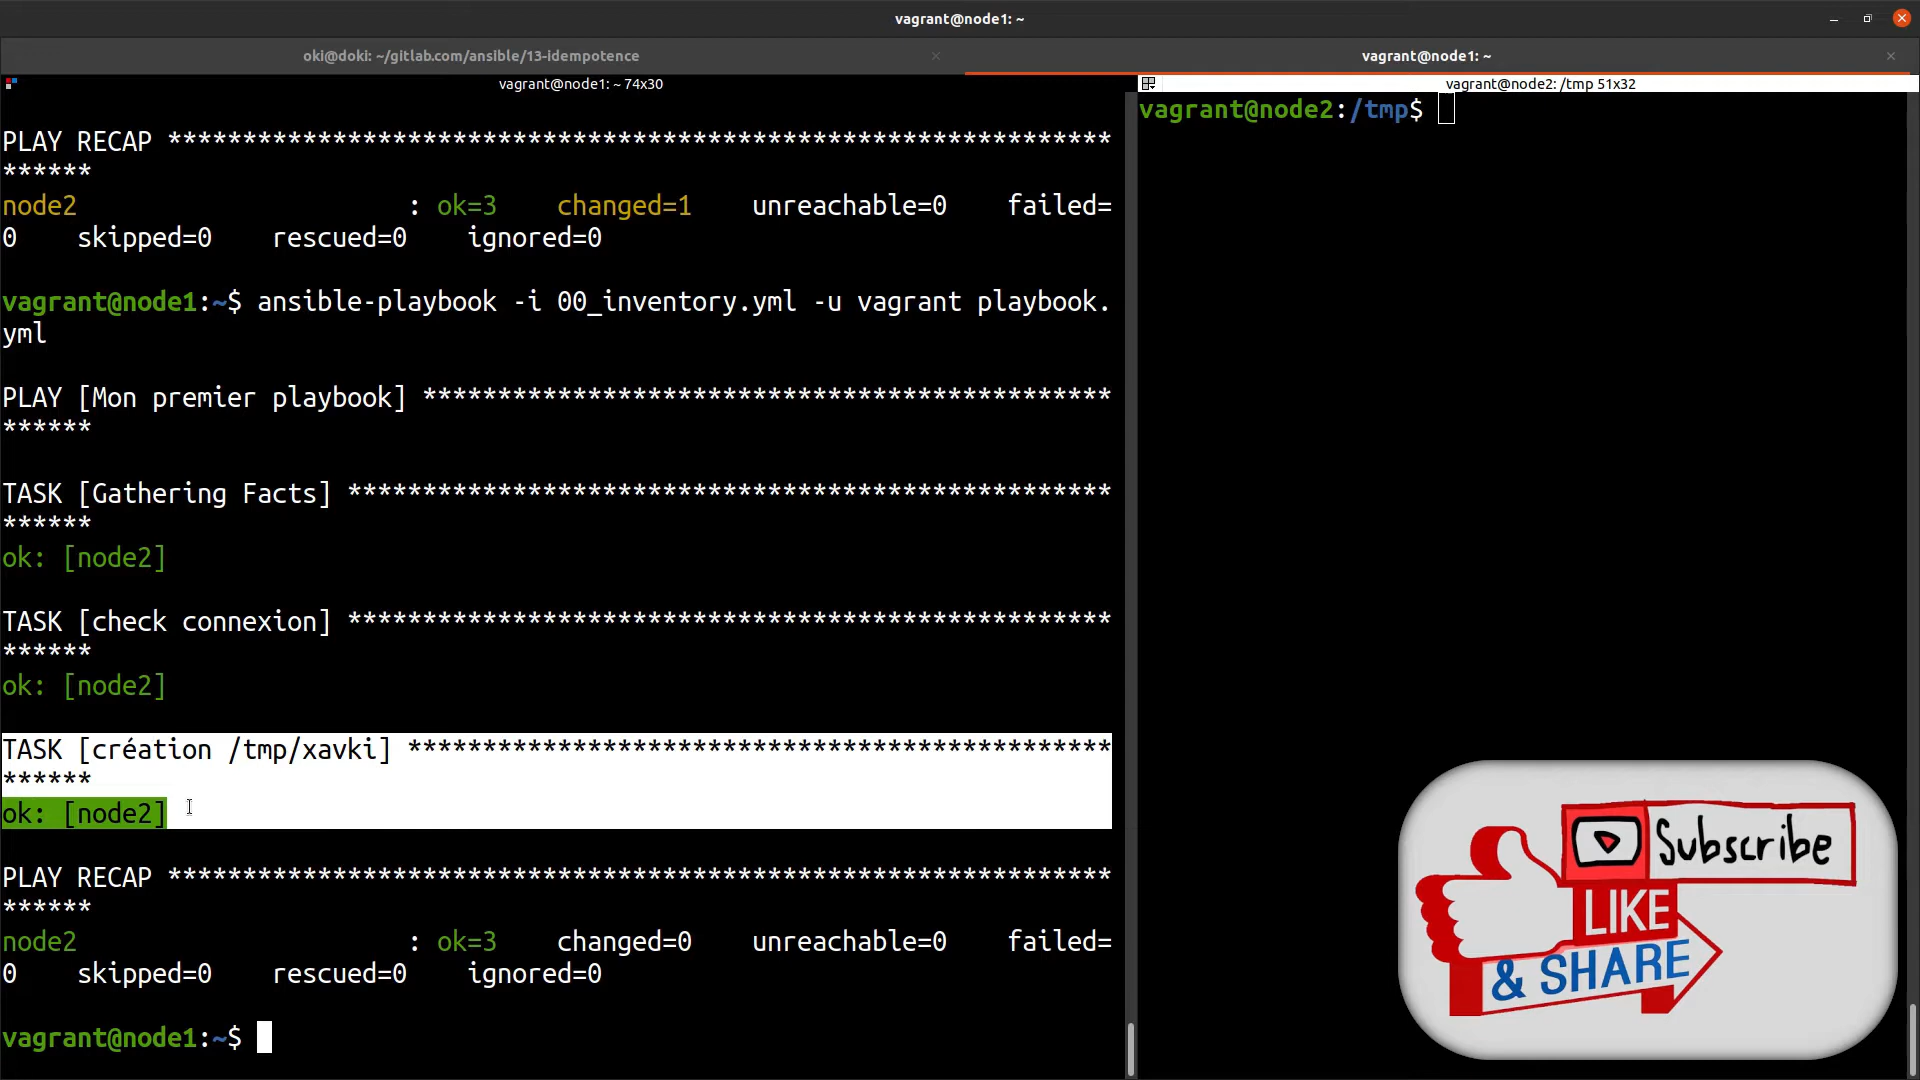 vagrant@node1: ~
oki@doki: ~/gitlab.com/ansible/13-idempotence
vagrant@node1: ~
vagrant@node1: ~ 74x30
PLAY RECAP ***************************************************************
******
node2                      : ok=3    changed=1    unreachable=0    failed=
0    skipped=0    rescued=0    ignored=0
vagrant@node1:~$ ansible-playbook -i 00_inventory.yml -u vagrant playbook.
yml
PLAY [Mon premier playbook] **********************************************
******
TASK [Gathering Facts] ***************************************************
******
ok: [node2]
TASK [check connexion] ***************************************************
******
ok: [node2]
TASK [création /tmp/xavki] ***********************************************
******
ok: [node2]
PLAY RECAP ***************************************************************
******
node2                      : ok=3    changed=0    unreachable=0    failed=
0    skipped=0    rescued=0    ignored=0
vagrant@node1:~$
vagrant@node2: /tmp 51x32
vagrant@node2:/tmp$
Subscribe
LIKE
& SHARE